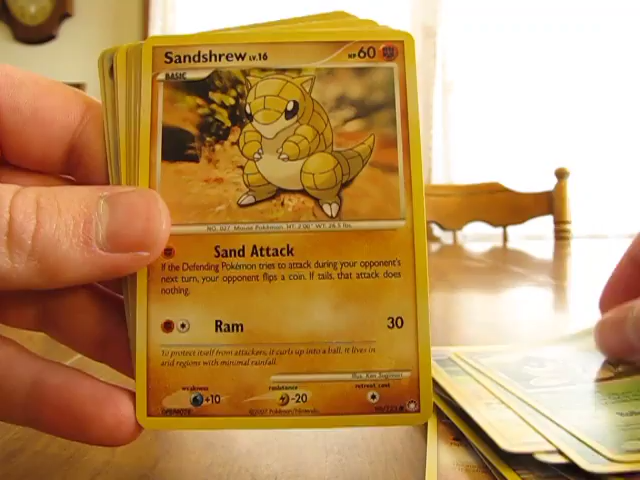 Sandshrew LV.16 HP 60
BASIC
NO. 027 Mouse Pokémon HT: 2'00" WT: 26.5 lbs.
Sand Attack
If the Defending Pokémon tries to attack during your opponent's
next turn, your opponent flips a coin. If tails, that attack does
nothing.
Ram 30
To protect itself from attackers, it curls up into a ball. It lives in
arid regions with minimal rainfall.
Illus. Ken Sugimori
weakness resistance retreat cost
+10 -20
©2007 Pokémon/Nintendo